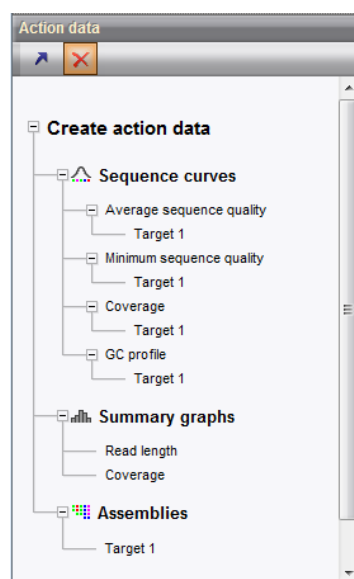 Action data
Create action data
Sequence curves
Average sequence quality
Target 1
Minimum sequence quality
Target 1
Coverage
Target 1
GC profile
Target 1
Summary graphs
Read length
Coverage
Assemblies
Target 1